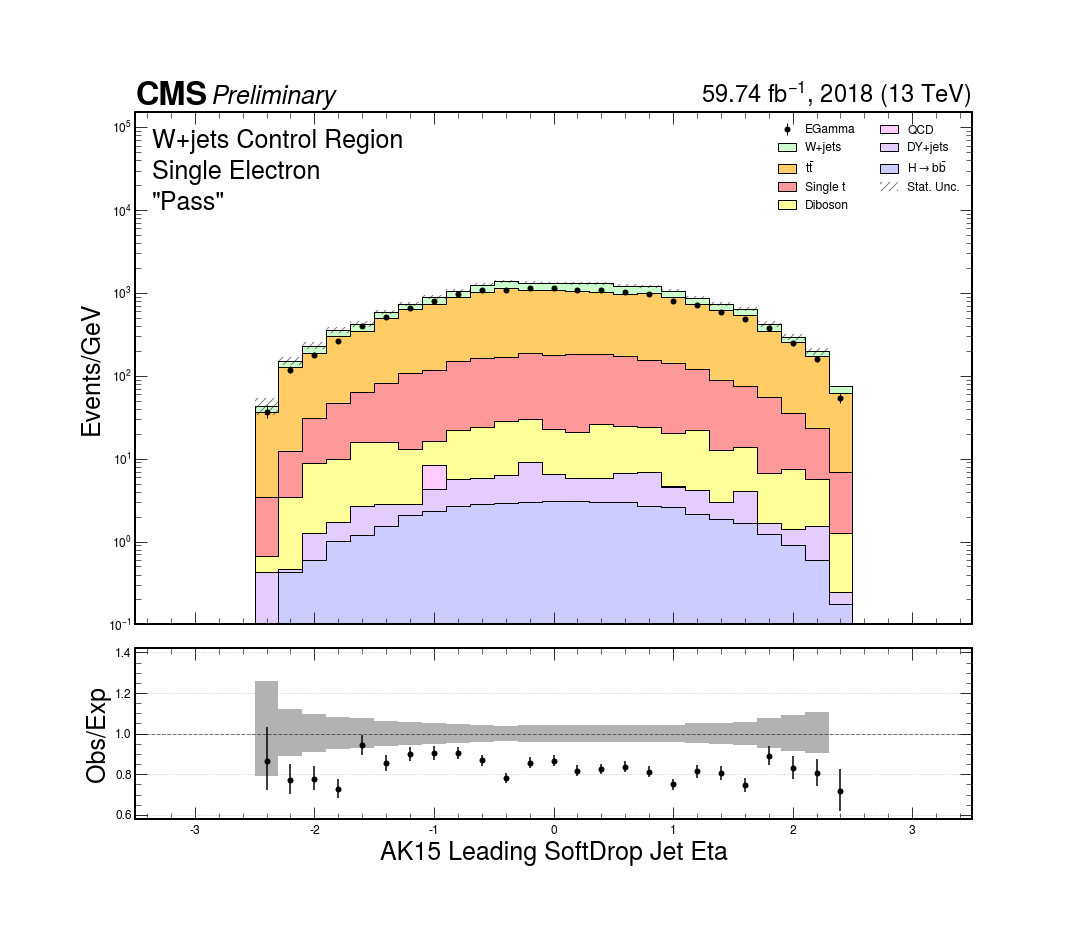 CMS Preliminary
59.74 fb⁻¹, 2018 (13 TeV)
W+jets Control Region
Single Electron
"Pass"
EGamma
W+jets
tt̄
Single t
Diboson
QCD
DY+jets
H→bb̄
Stat. Unc.
Events/GeV
10⁵
10⁴
10³
10²
10¹
10⁰
10⁻¹
Obs/Exp
1.4
1.2
1.0
0.8
0.6
-3 -2 -1 0 1 2 3
AK15 Leading SoftDrop Jet Eta